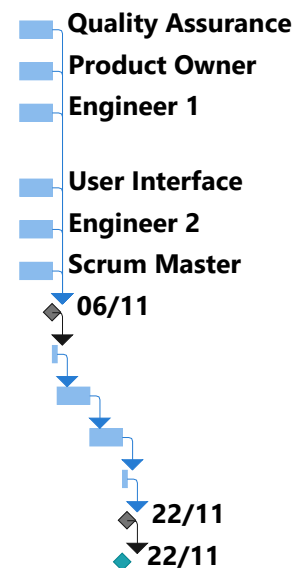 Quality Assurance
Product Owner
Engineer 1
User Interface
Engineer 2
Scrum Master
06/11
22/11
22/11